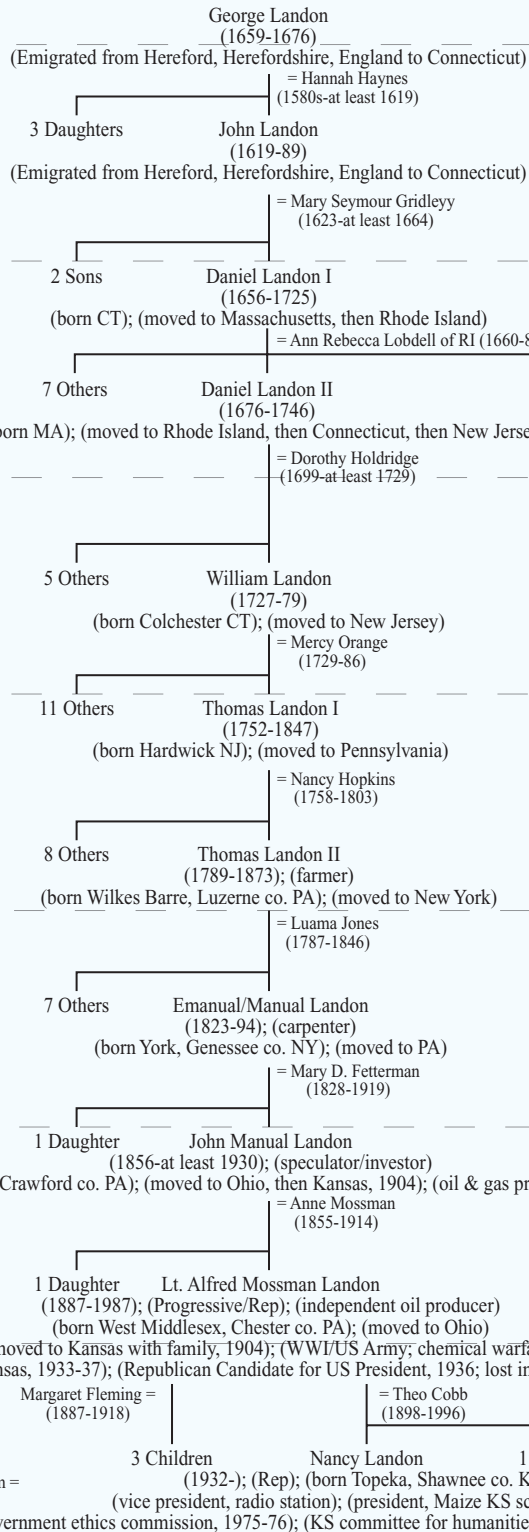 George Landon
(1659-1676)
(Emigrated from Hereford, Herefordshire, England to Connecticut)
= Hannah Haynes
(1580s-at least 1619)
3 Daughters John Landon
(1619-89)
(Emigrated from Hereford, Herefordshire, England to Connecticut)
= Mary Seymour Gridleyy
(1623-at least 1664)
2 Sons Daniel Landon I
(1656-1725)
(born CT); (moved to Massachusetts, then Rhode Island)
= Ann Rebecca Lobdell of RI (1660-8
7 Others Daniel Landon II
(1676-1746)
born MA); (moved to Rhode Island, then Connecticut, then New Jerse
= Dorothy Holdridge
(1699-at least 1729)
5 Others William Landon
(1727-79)
(born Colchester CT); (moved to New Jersey)
= Mercy Orange
(1729-86)
11 Others Thomas Landon I
(1752-1847)
(born Hardwick NJ); (moved to Pennsylvania)
= Nancy Hopkins
(1758-1803)
8 Others Thomas Landon II
(1789-1873); (farmer)
(born Wilkes Barre, Luzerne co. PA); (moved to New York)
= Luama Jones
(1787-1846)
7 Others Emanual/Manual Landon
(1823-94); (carpenter)
(born York, Genessee co. NY); (moved to PA)
= Mary D. Fetterman
(1828-1919)
1 Daughter John Manual Landon
(1856-at least 1930); (speculator/investor)
Crawford co. PA); (moved to Ohio, then Kansas, 1904); (oil & gas pr
= Anne Mossman
(1855-1914)
1 Daughter Lt. Alfred Mossman Landon
(1887-1987); (Progressive/Rep); (independent oil producer)
(born West Middlesex, Chester co. PA); (moved to Ohio)
moved to Kansas with family, 1904); (WWI/US Army; chemical warfa
nsas, 1933-37); (Republican Candidate for US President, 1936; lost in
Margaret Fleming = = Theo Cobb
(1887-1918) (1898-1996)
3 Children Nancy Landon 1
n = (1932-); (Rep); (born Topeka, Shawnee co. K
(vice president, radio station); (president, Maize KS sc
vernment ethics commission, 1975-76); (KS committee for humanitie